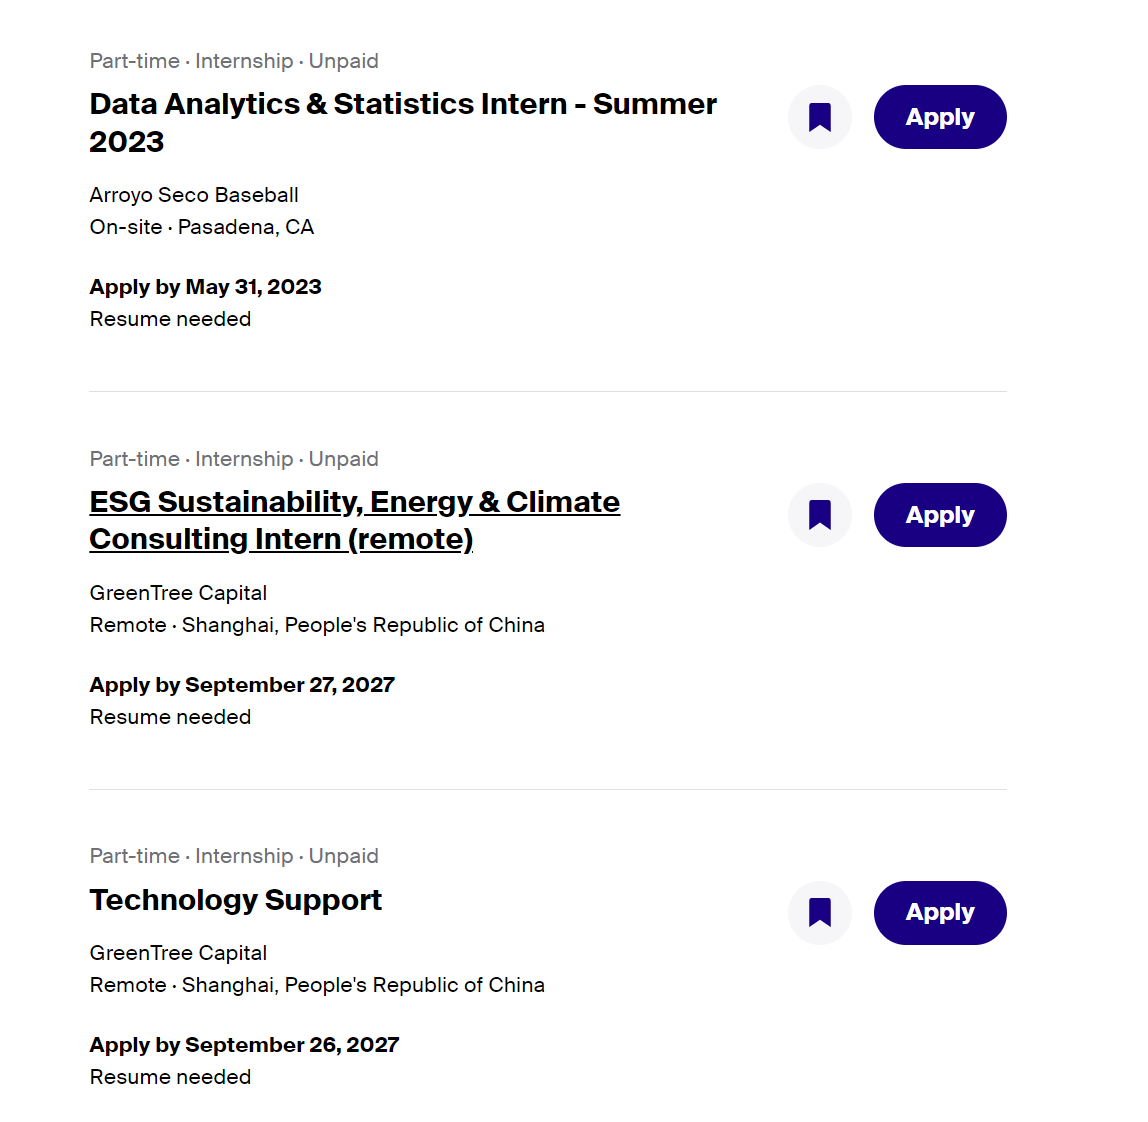 Part-time · Internship · Unpaid
Data Analytics & Statistics Intern - Summer
2023
Apply
Arroyo Seco Baseball
On-site · Pasadena, CA
Apply by May 31, 2023
Resume needed
Part-time · Internship · Unpaid
ESG Sustainability, Energy & Climate
Consulting Intern (remote)
Apply
GreenTree Capital
Remote · Shanghai, People's Republic of China
Apply by September 27, 2027
Resume needed
Part-time · Internship · Unpaid
Technology Support
Apply
GreenTree Capital
Remote · Shanghai, People's Republic of China
Apply by September 26, 2027
Resume needed